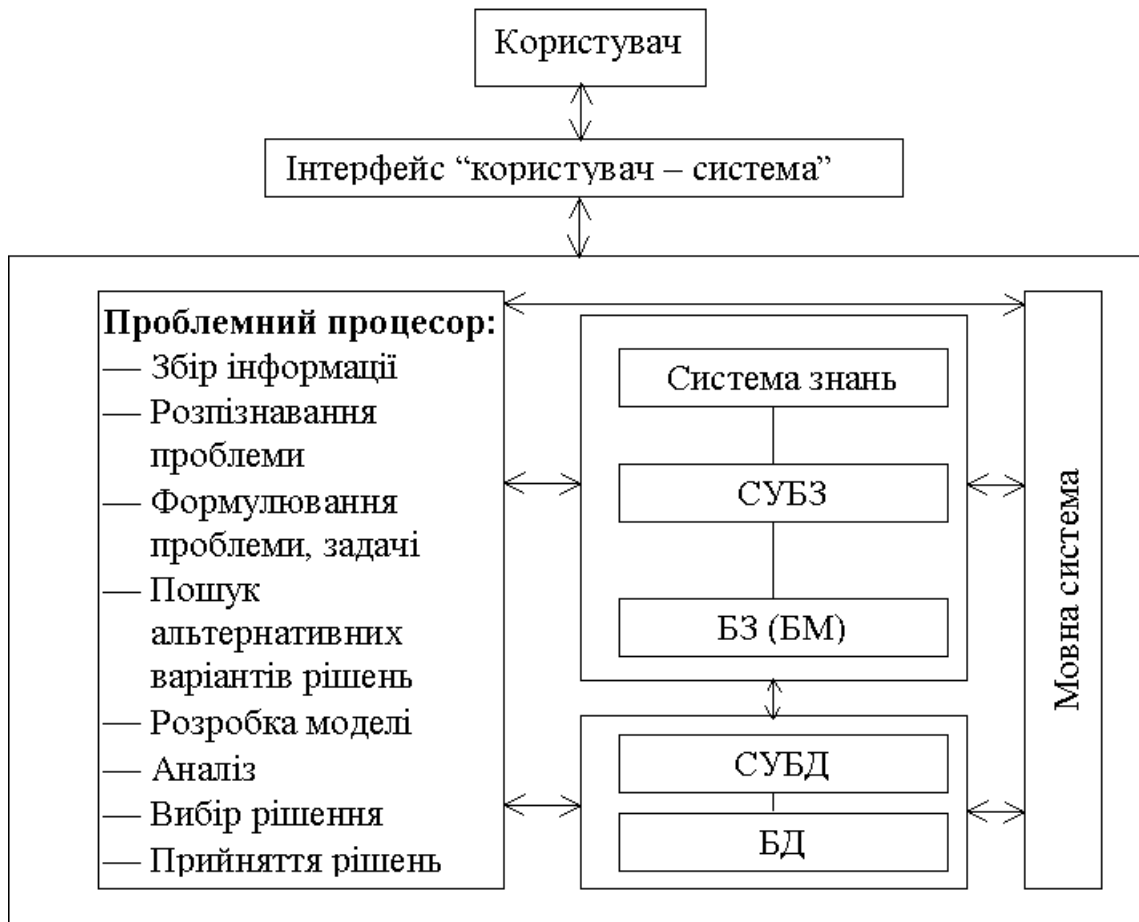 Користувач
Інтерфейс “користувач – система”
Проблемний процесор:
— Збір інформації
— Розпізнавання
проблеми
— Формулювання
проблеми, задачі
— Пошук
альтернативних
варіантів рішень
— Розробка моделі
— Аналіз
— Вибір рішення
— Прийняття рішень
Система знань
СУБЗ
БЗ (БМ)
СУБД
БД
Мовна система